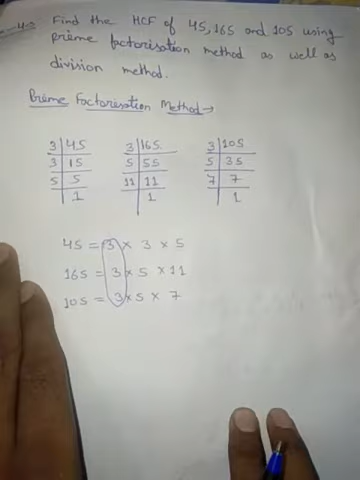 Find the HCF of 45, 165 and 105 using
prime factorisation method as well as
division method.
Prime Factorisation Method→
3 | 45
3 | 15
5 | 5
1
3 | 165
5 | 55
11 | 11
1
3 | 105
5 | 35
7 | 7
1
45 = 3 × 3 × 5
165 = 3 × 5 × 11
105 = 3 × 5 × 7